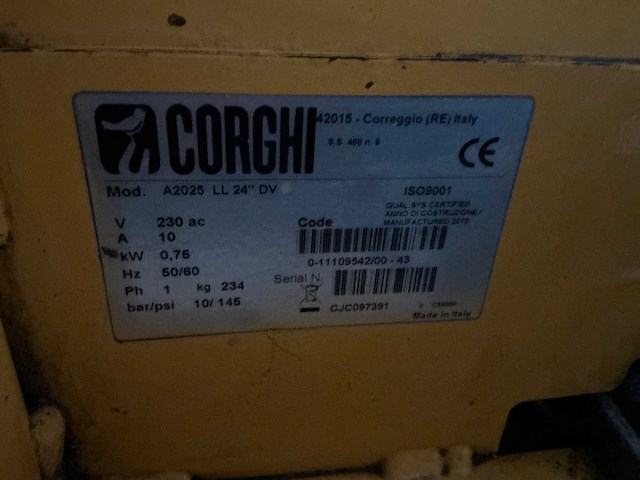 CORGHI
42015 - Correggio (RE) Italy
S.S. 468 n. 9
CE
Mod. A2025 LL 24" DV
ISO9001
QUAL SYS CERTIFIED
ANNO DI COSTRUZIONE /
MANUFACTURED 2015
V 230 ac
A 10
kW 0,75
Hz 50/60
Ph 1 kg 234
bar/psi 10/ 145
Code
0-11109542/00 - 43
Serial N.
CJC097391
Made in Italy